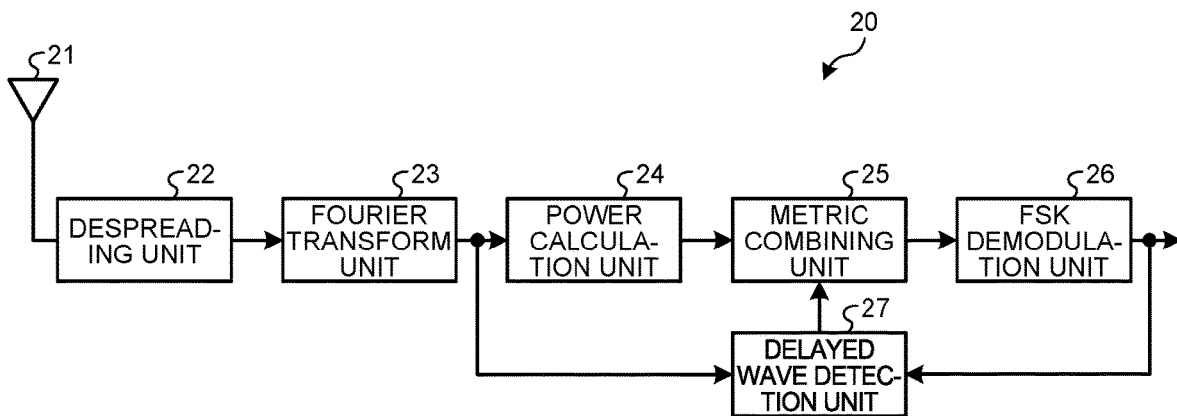 20
21
22
DESPREAD-
ING UNIT
23
FOURIER
TRANSFORM
UNIT
24
POWER
CALCULA-
TION UNIT
25
METRIC
COMBINING
UNIT
26
FSK
DEMODULA-
TION UNIT
27
DELAYED
WAVE DETEC-
TION UNIT